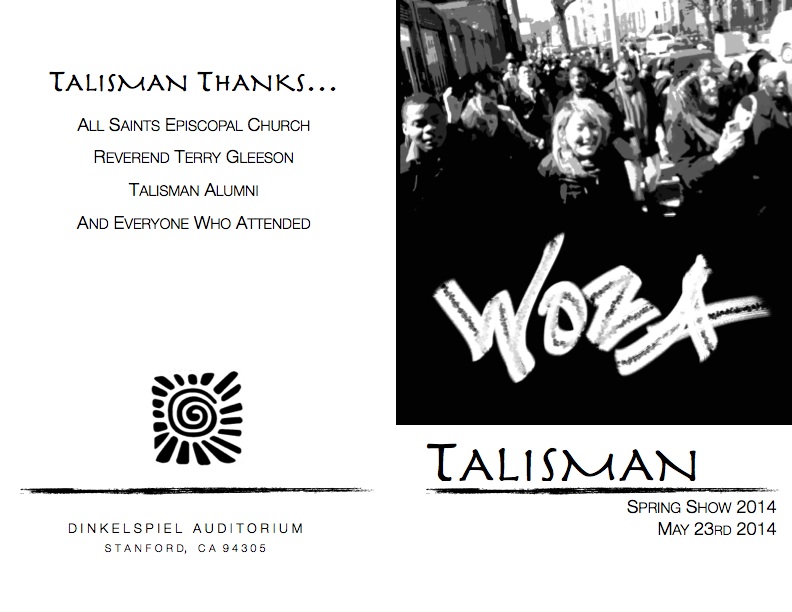 Talisman Thanks...
All Saints Episcopal Church
Reverend Terry Gleeson
Talisman Alumni
And Everyone Who Attended
DINKELSPIEL AUDITORIUM
STANFORD, CA 94305
WOZA
TALISMAN
Spring Show 2014
May 23rd 2014